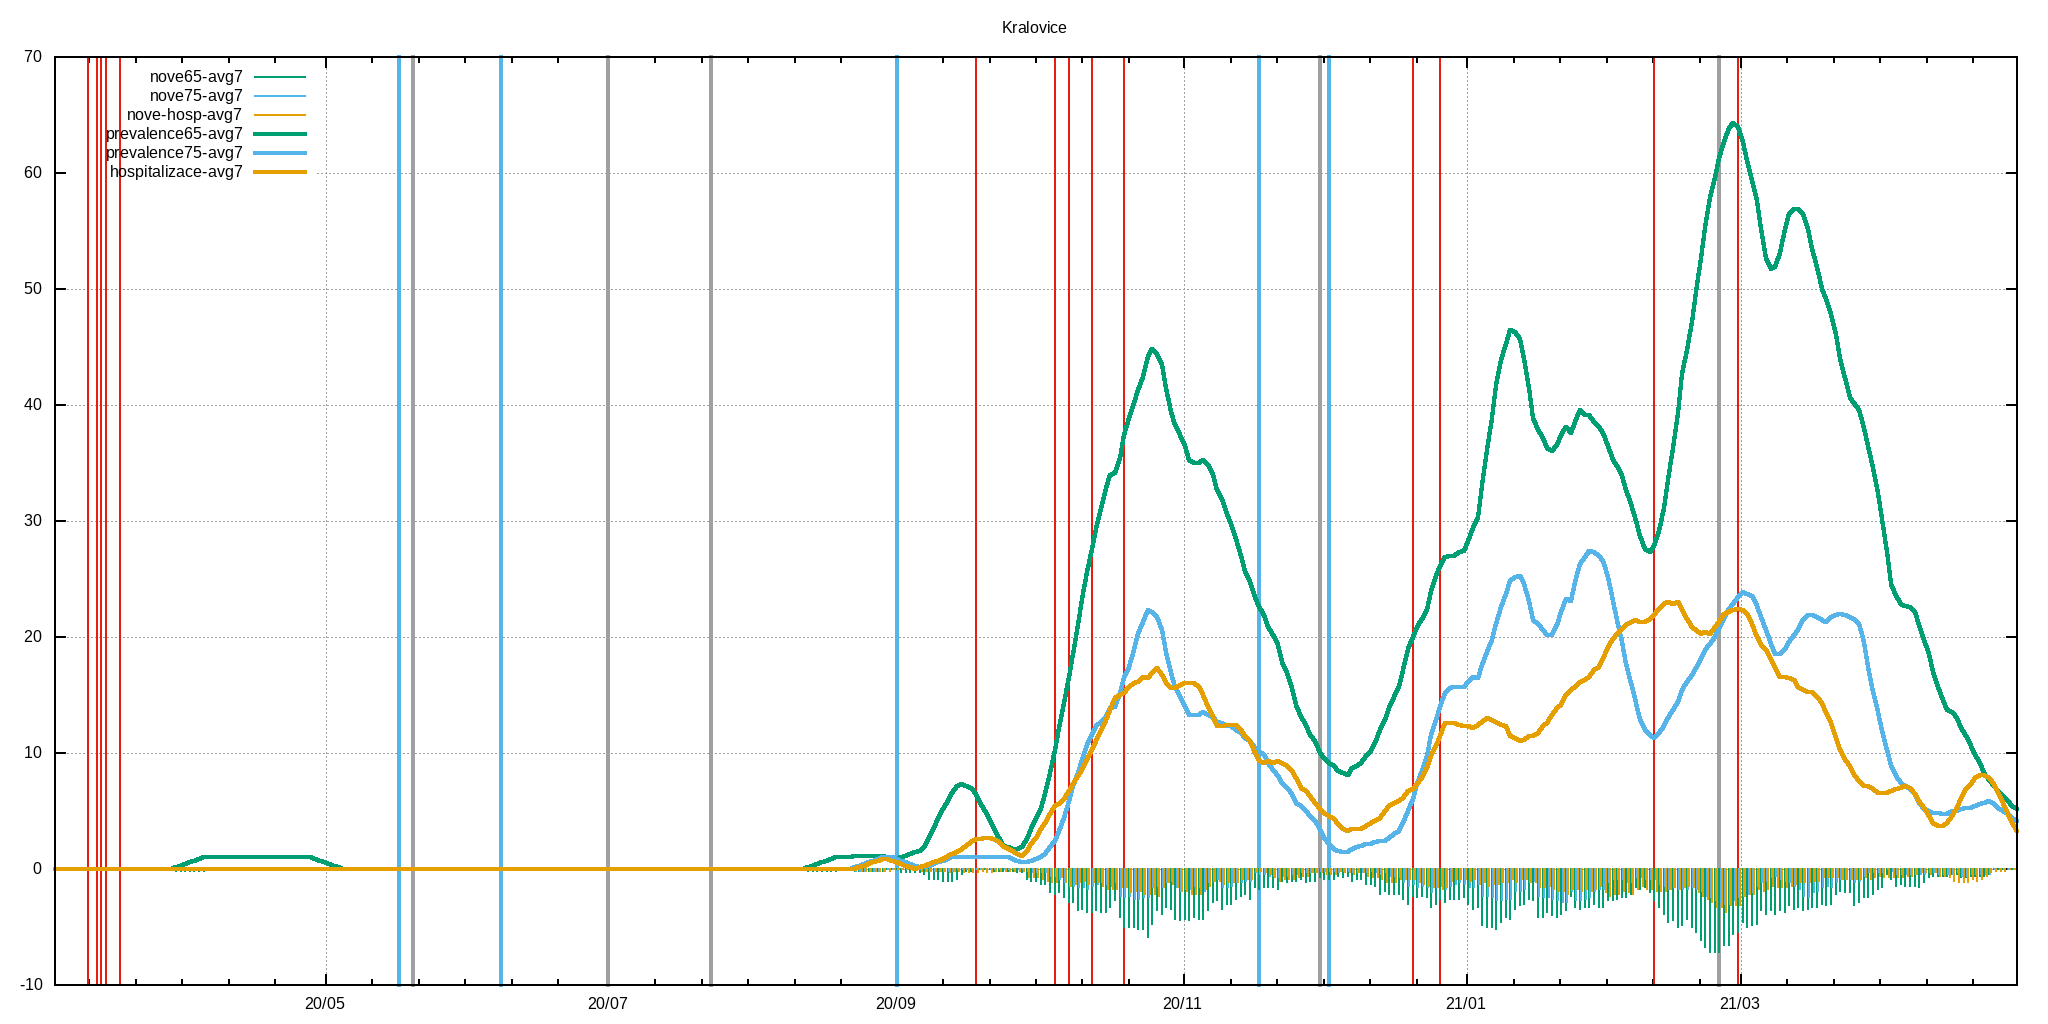 Kralovice
70
60
50
40
30
20
10
0
-10
nove65-avg7
nove75-avg7
nove-hosp-avg7
prevalence65-avg7
prevalence75-avg7
hospitalizace-avg7
20/05 20/07 20/09 20/11 21/01 21/03